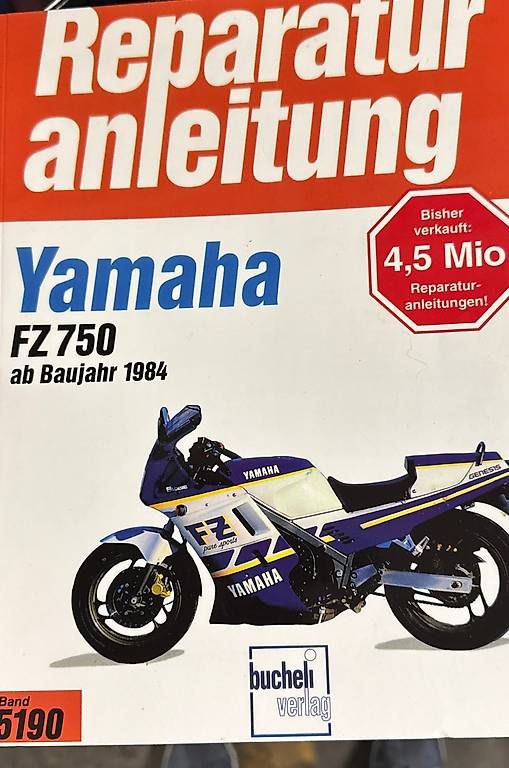 Reparatur
anleitung
Bisher
verkauft:
4,5 Mio
Reparatur-
anleitungen!
Yamaha
FZ 750
ab Baujahr 1984
YAMAHA
GENESIS
FZ
pure sports
YAMAHA
bucheli
verlag
Band
5190